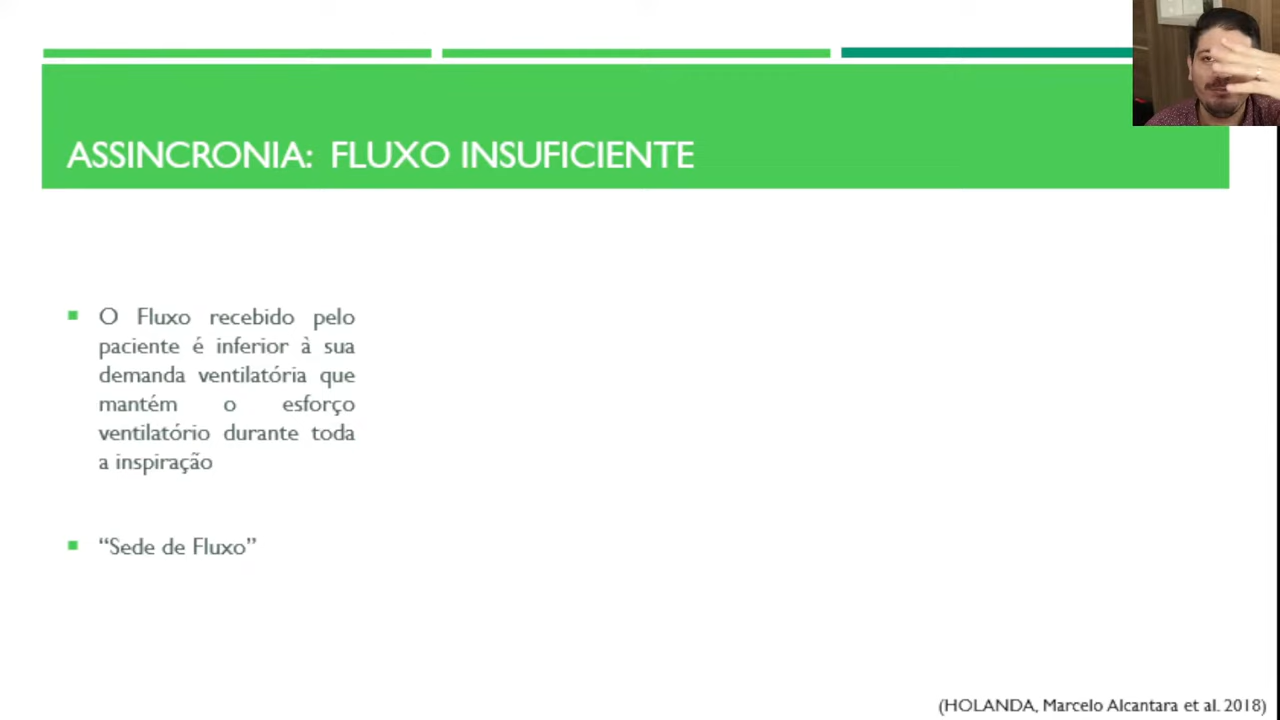 ASSINCRONIA: FLUXO INSUFICIENTE
O Fluxo recebido pelo
paciente é inferior à sua
demanda ventilatória que
mantém o esforço
ventilatório durante toda
a inspiração
“Sede de Fluxo”
(HOLANDA, Marcelo Alcantara et al. 2018)